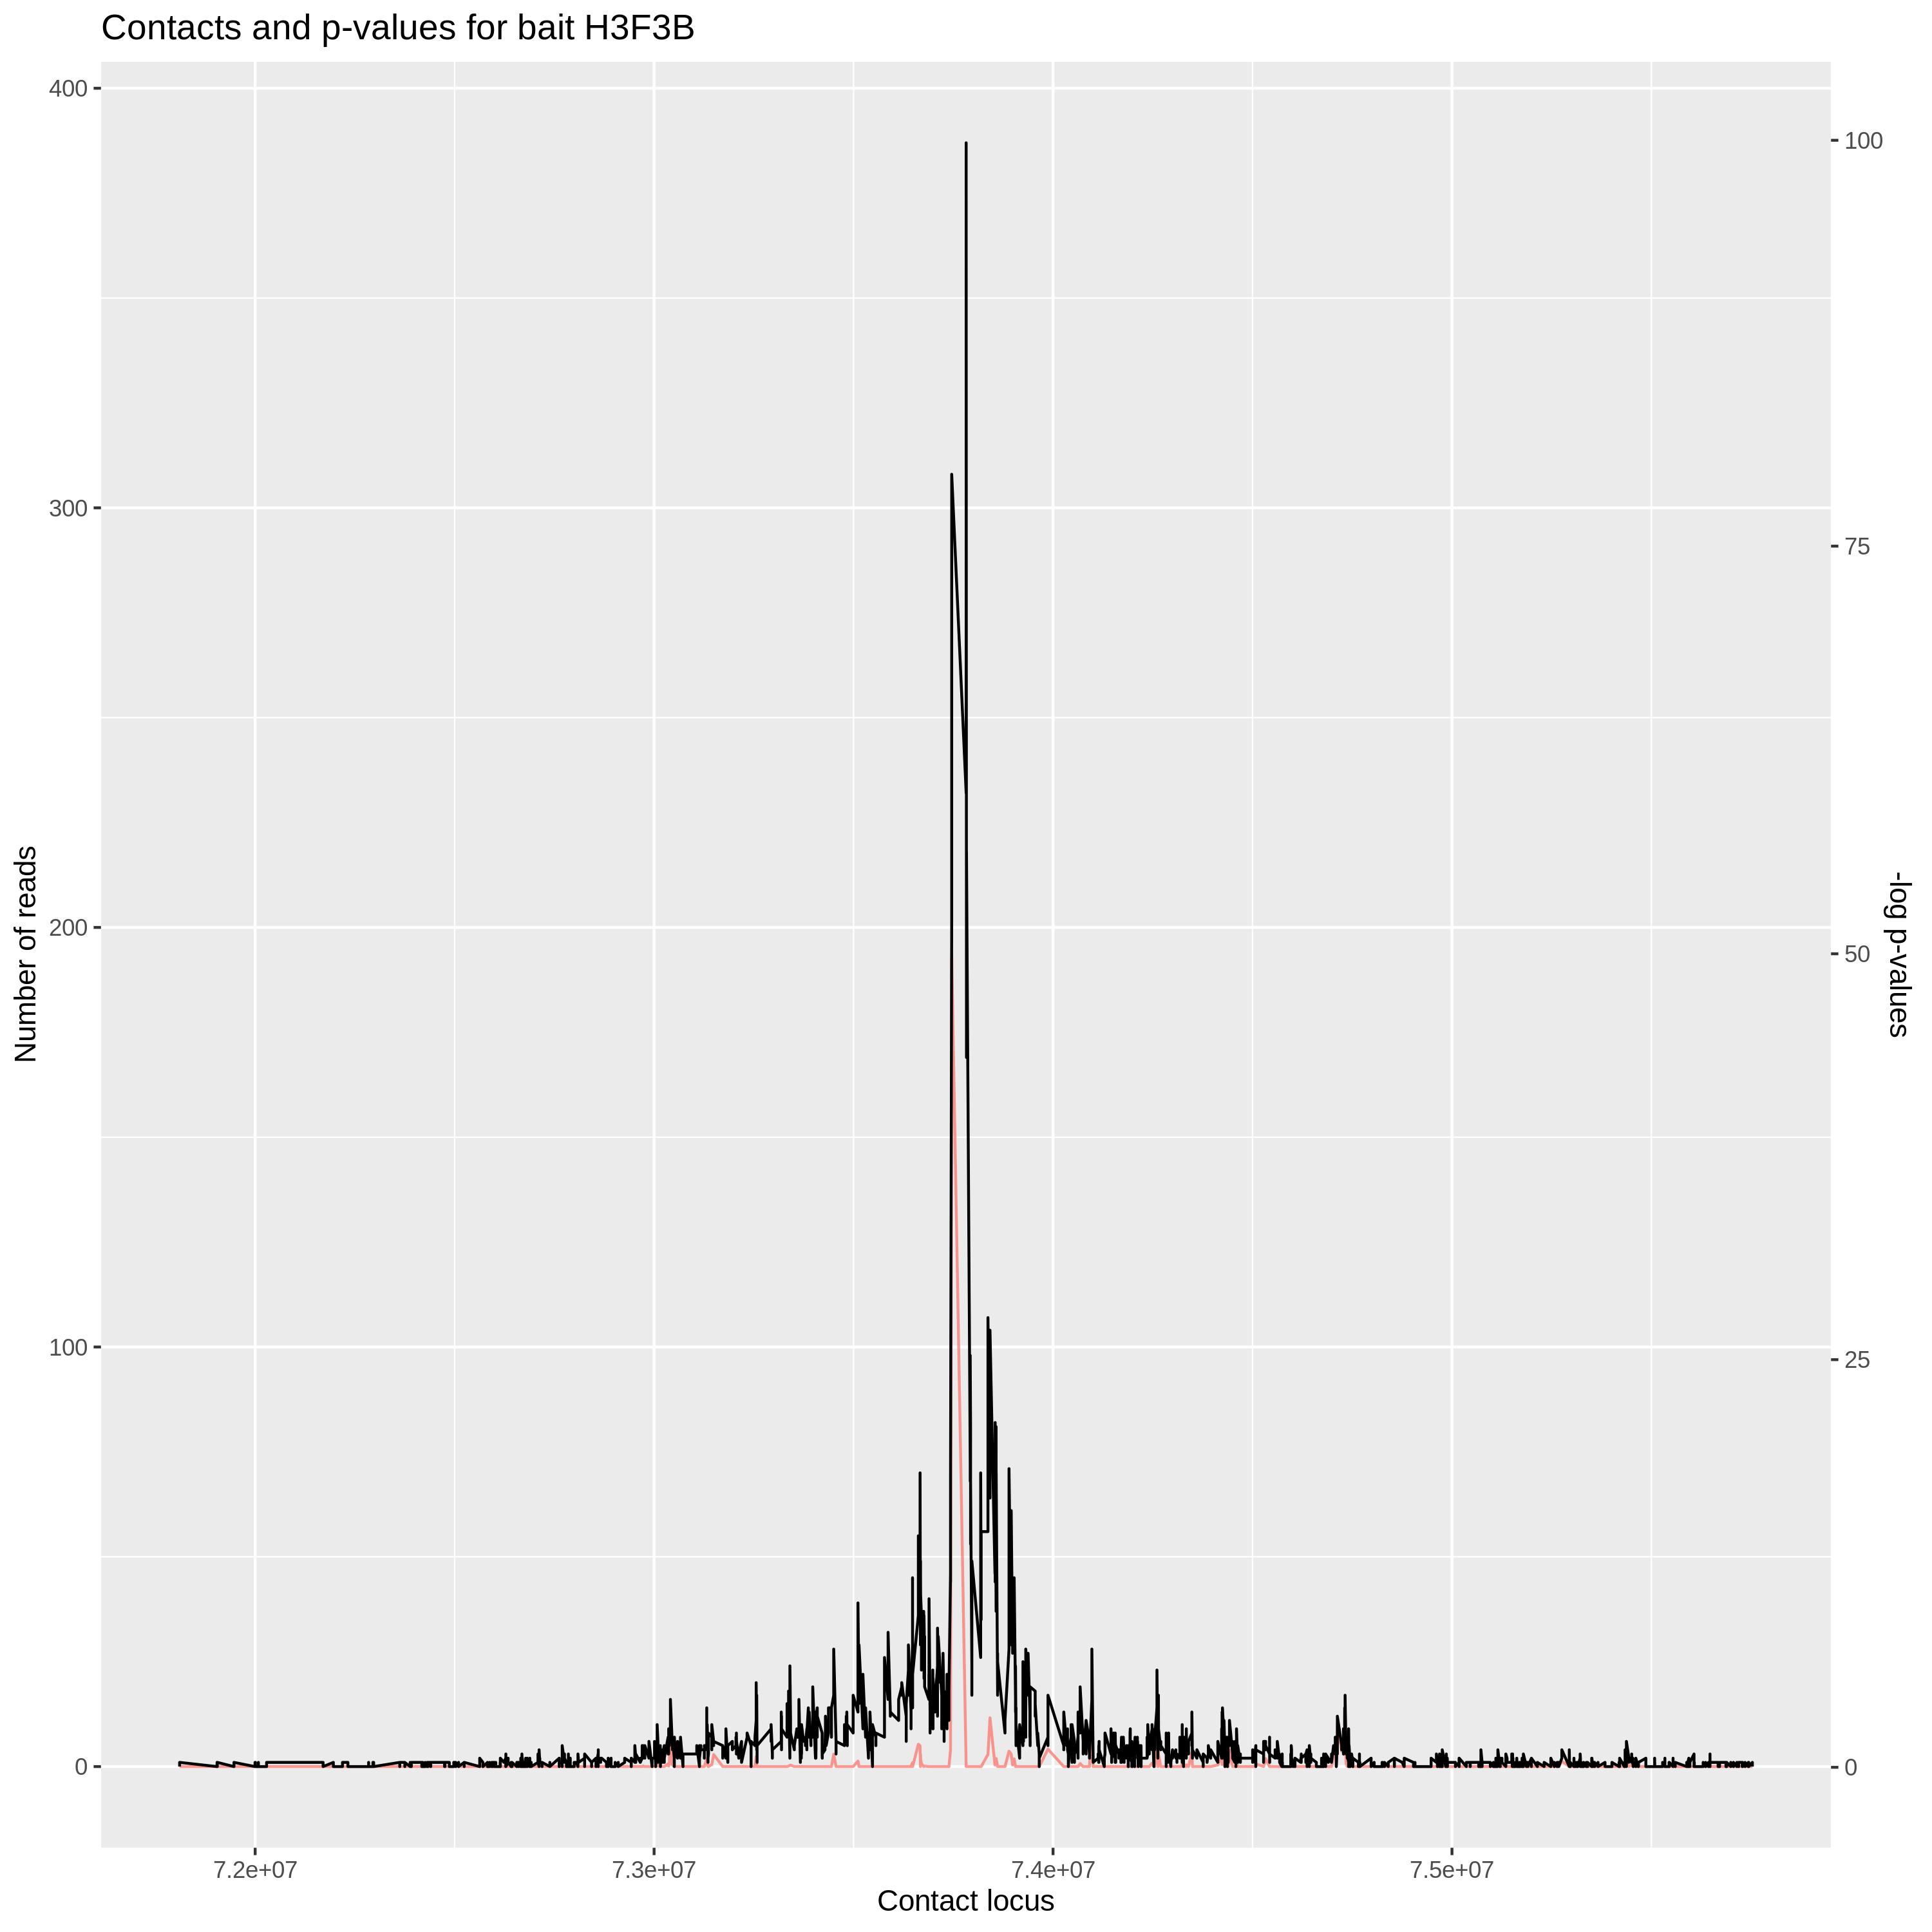 Contacts and p-values for bait H3F3B
400
300
200
100
0
Number of reads
100
75
50
25
0
-log p-values
7.2e+07
7.3e+07
7.4e+07
7.5e+07
Contact locus